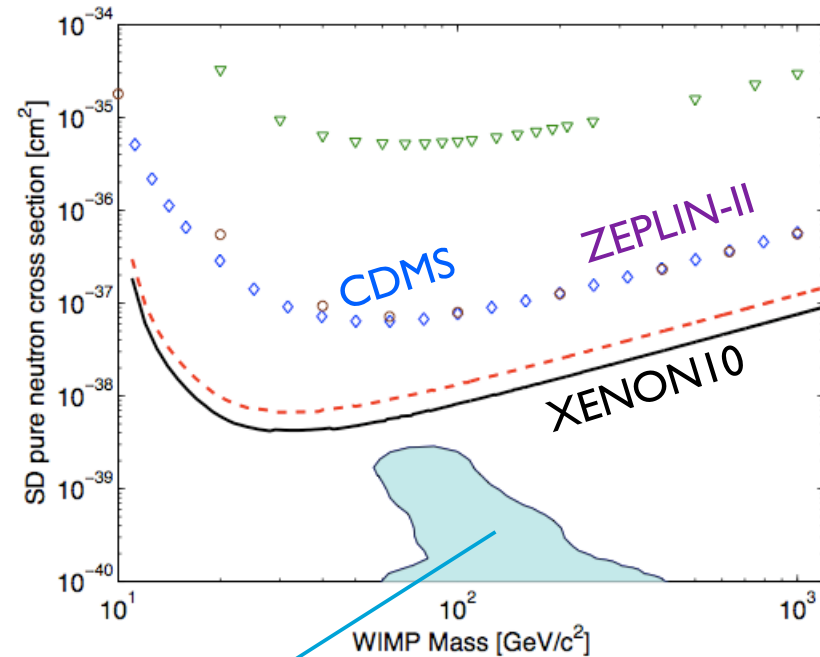 10^-34
10^-35
10^-36
10^-37
10^-38
10^-39
10^-40
SD pure neutron cross section [cm^2]
ZEPLIN-II
CDMS
XENON10
10^1
10^2
10^3
WIMP Mass [GeV/c^2]